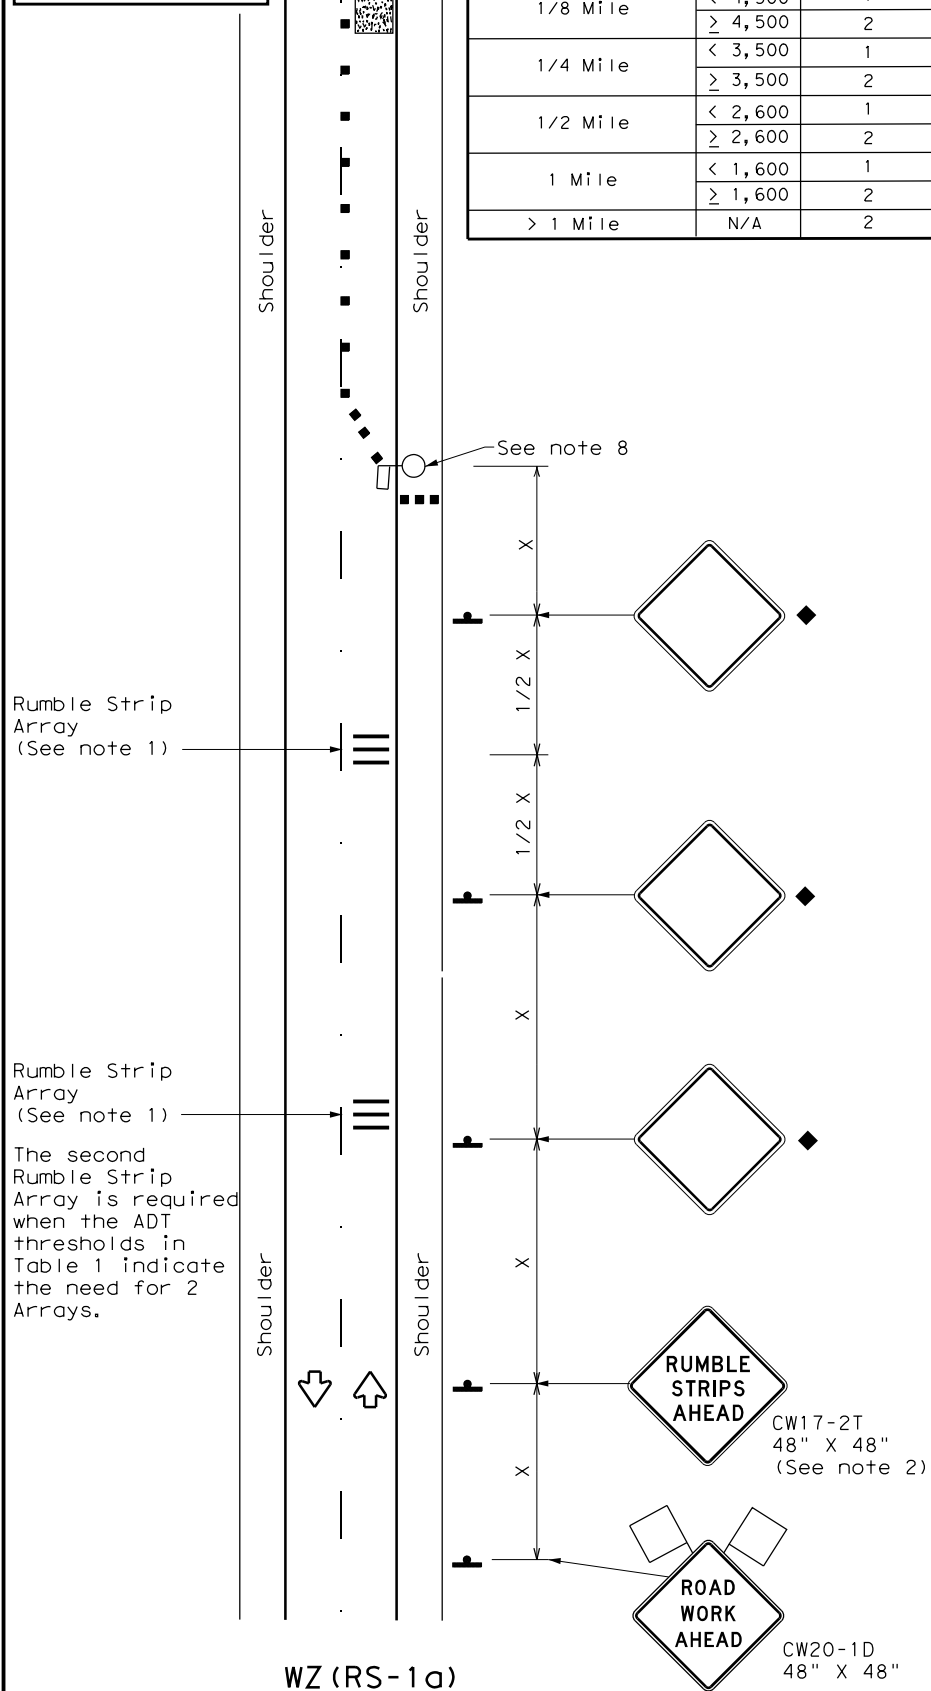 1/8 Mile
≥ 4,500 2
1/4 Mile
< 3,500 1
≥ 3,500 2
1/2 Mile
< 2,600 1
≥ 2,600 2
1 Mile
< 1,600 1
≥ 1,600 2
> 1 Mile N/A 2
Shoulder
Shoulder
See note 8
X
1/2 X
Rumble Strip
Array
(See note 1)
1/2 X
X
Rumble Strip
Array
(See note 1)
The second
Rumble Strip
Array is required
when the ADT
thresholds in
Table 1 indicate
the need for 2
Arrays.
Shoulder
Shoulder
X
RUMBLE
STRIPS
AHEAD
CW17-2T
48" X 48"
(See note 2)
X
ROAD
WORK
AHEAD
CW20-1D
48" X 48"
WZ(RS-1a)